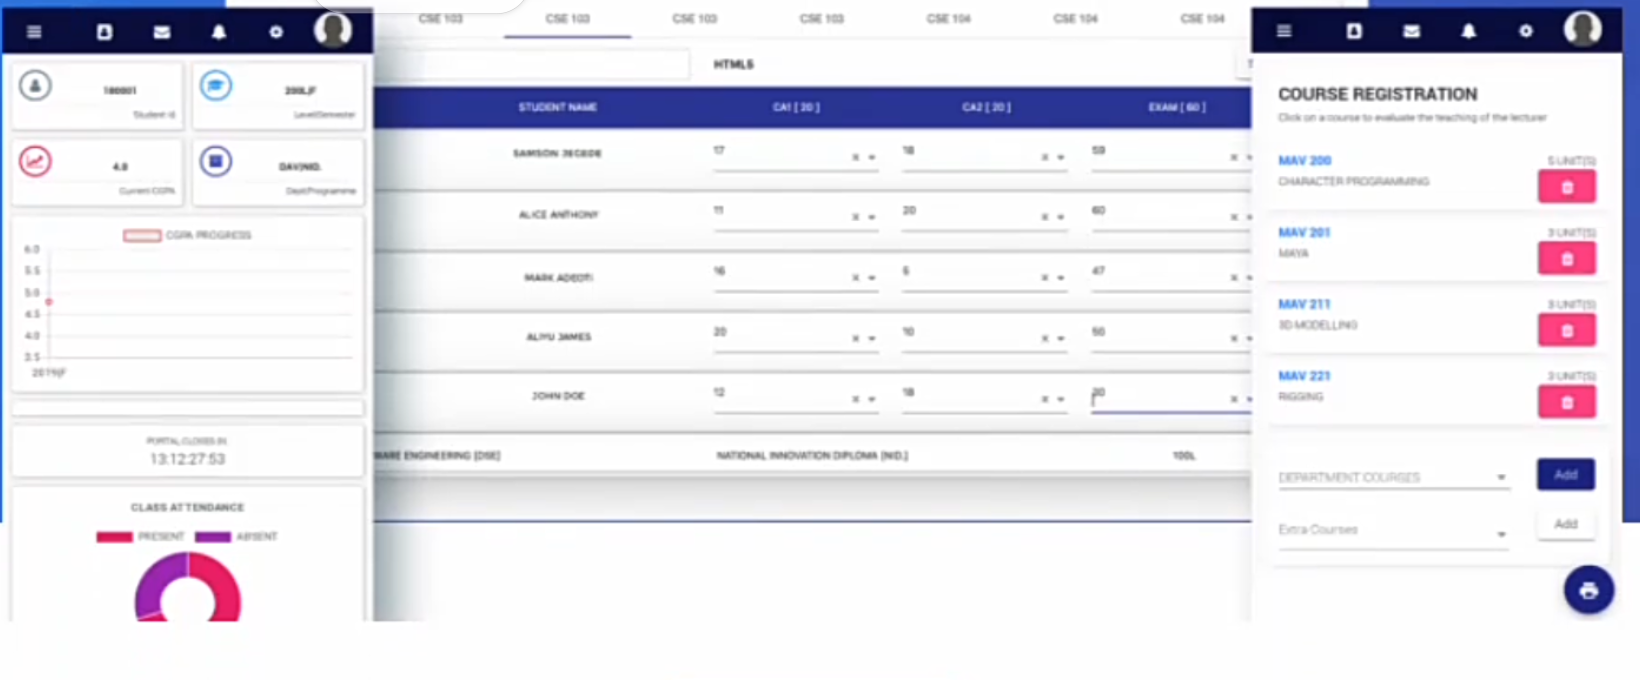 CSE 103 CSE 103 CSE 103 CSE 103 CSE 104 CSE 104 CSE 104
180001
Student Id
200L/F
Level/Semester
4.0
Current CGPA
Dept/Programme
CGPA PROGRESS
6.0
5.5
5.0
4.5
4.0
3.5
PORTAL CLOSES IN
13:12:27:53
CLASS ATTENDANCE
PRESENT ABSENT
HTML5
STUDENT NAME CA1 [ 20 ] CA2 [ 20 ] EXAM [ 60 ]
SAMSON JEGEDE 17 18 59
ALICE ANTHONY 11 20 60
MARK ADEOTI 16 47
ALIYU JAMES 20 10 50
JOHN DOE 12 18
WARE ENGINEERING [DSE] NATIONAL INNOVATION DIPLOMA [NID.] 100L
COURSE REGISTRATION
Click on a course to evaluate the teaching of the lecturer
MAV 200 5 UNIT(S)
CHARACTER PROGRAMMING
MAV 201 3 UNIT(S)
MAYA
MAV 211 3 UNIT(S)
3D MODELLING
MAV 221 3 UNIT(S)
RIGGING
DEPARTMENT COURSES Add
Extra Courses Add